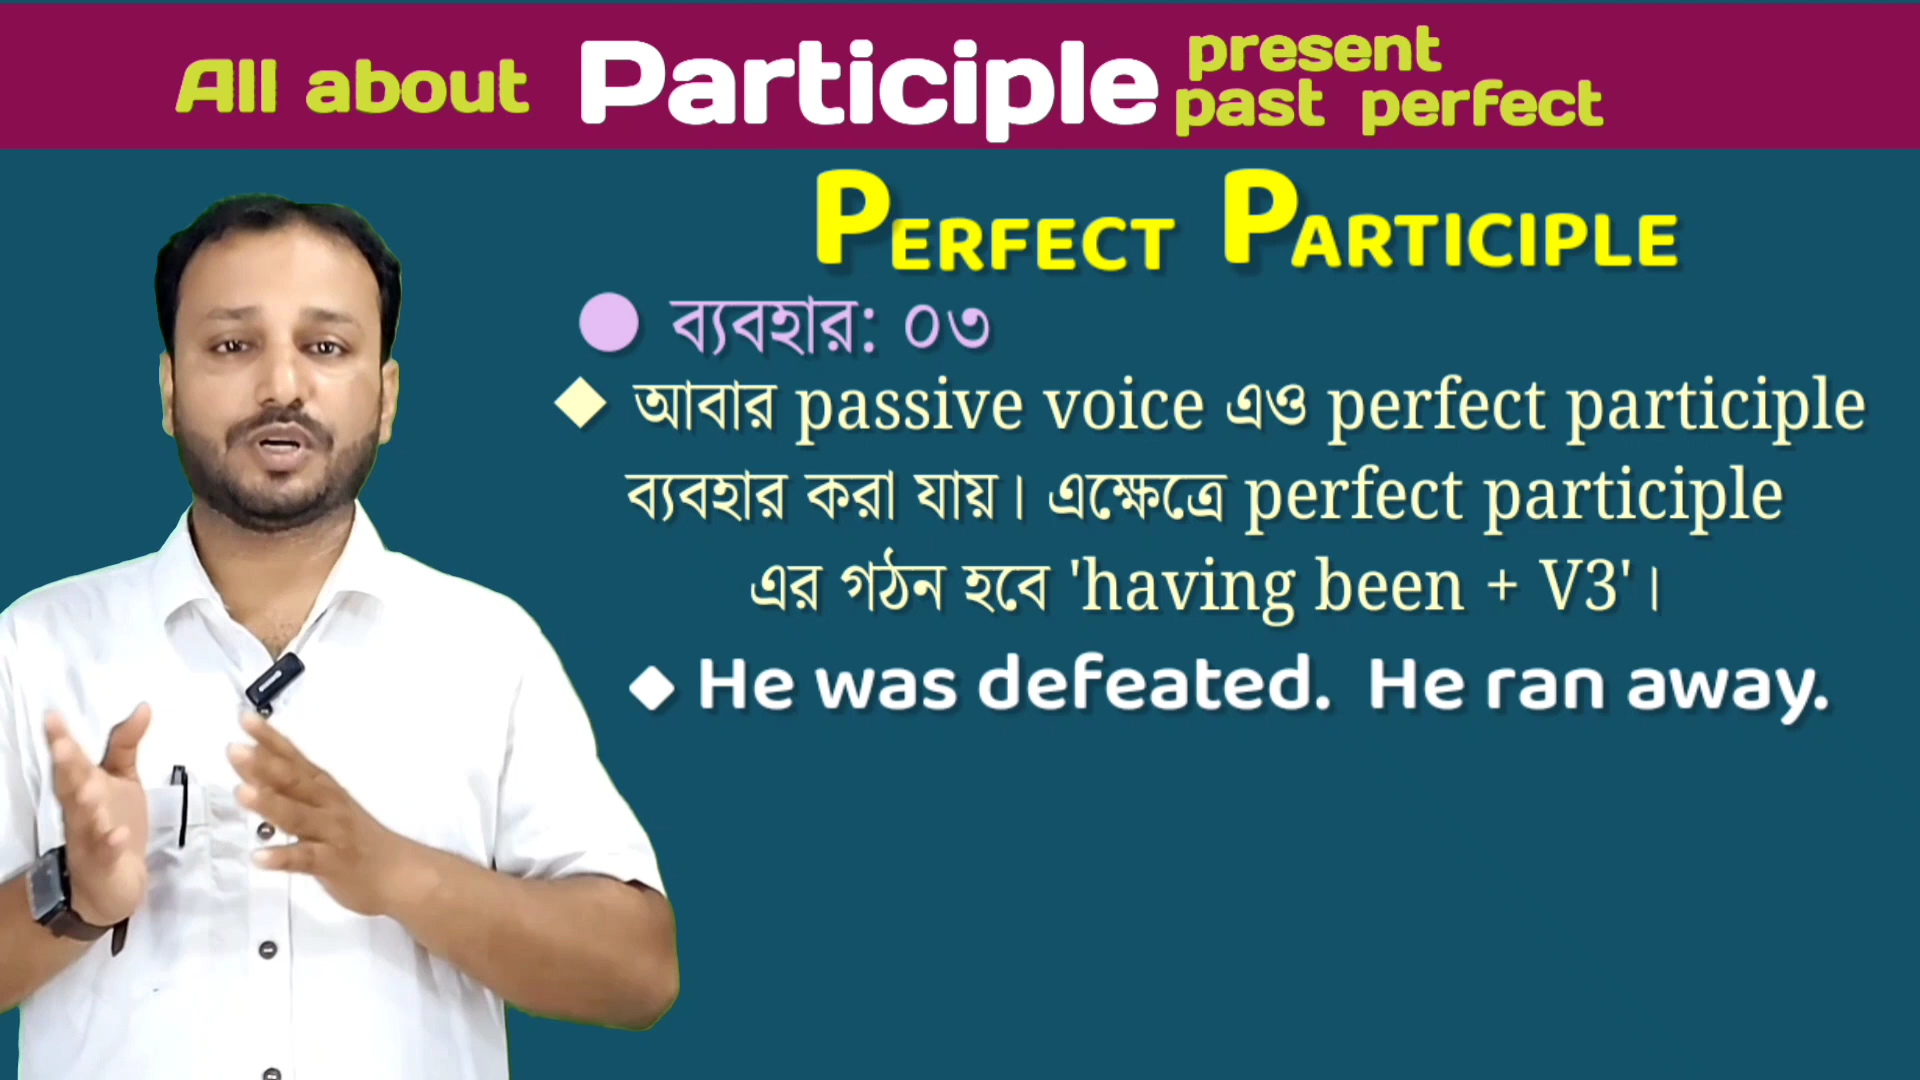 All about Participle present
past perfect
PERFECT PARTICIPLE
ব্যবহার: ০৩
আবার passive voice এও perfect participle
ব্যবহার করা যায়। এক্ষেত্রে perfect participle
এর গঠন হবে 'having been + V3'।
He was defeated. He ran away.